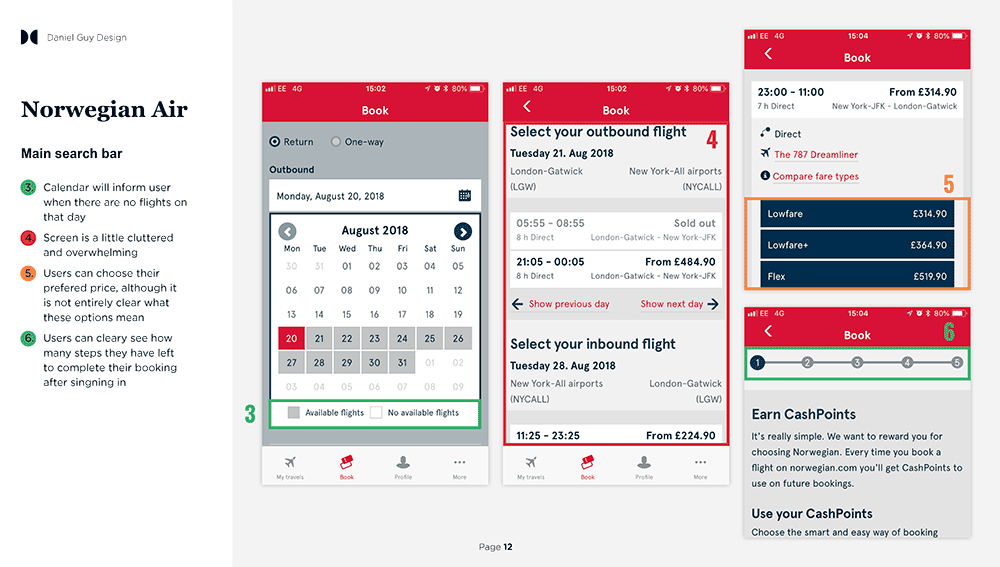 Daniel Guy Design
Norwegian Air
Main search bar
3. Calendar will inform user
when there are no flights on
that day
4. Screen is a little cluttered
and overwhelming
5. Users can choose their
prefered price, although it
is not entirely clear what
these options mean
6. Users can cleary see how
many steps they have left
to complete their booking
after singning in
EE 4G 15:02 80%
Book
Return One-way
Outbound
Monday, August 20, 2018
August 2018
Mon Tue Wed Thu Fri Sat Sun
30 31 01 02 03 04 05
06 07 08 09 10 11 12
13 14 15 16 17 18 19
20 21 22 23 24 25 26
27 28 29 30 31 01 02
03 04 05 06 07 08 09
3 Available flights No available flights
My travels Book Profile More
EE 4G 15:02 80%
Book
4
Select your outbound flight
Tuesday 21. Aug 2018
London-Gatwick New York-All airports
(LGW) (NYCALL)
05:55 - 08:55 Sold out
8 h Direct London-Gatwick - New York-JFK
21:05 - 00:05 From £484.90
8 h Direct London-Gatwick - New York-JFK
Show previous day Show next day
Select your inbound flight
Tuesday 28. Aug 2018
New York-All airports London-Gatwick
(NYCALL) (LGW)
11:25 - 23:25 From £224.90
My travels Book Profile More
EE 4G 15:04 80%
Book
23:00 - 11:00 From £314.90
7 h Direct New York-JFK - London-Gatwick
Direct
The 787 Dreamliner
Compare fare types
5
Lowfare £314.90
Lowfare+ £364.90
Flex £519.90
EE 4G 15:04 80%
Book
6
1 2 3 4 5
Earn CashPoints
It's really simple. We want to reward you for
choosing Norwegian. Every time you book a
flight on norwegian.com you'll get CashPoints to
use on future bookings.
Use your CashPoints
Choose the smart and easy way of booking
Page 12